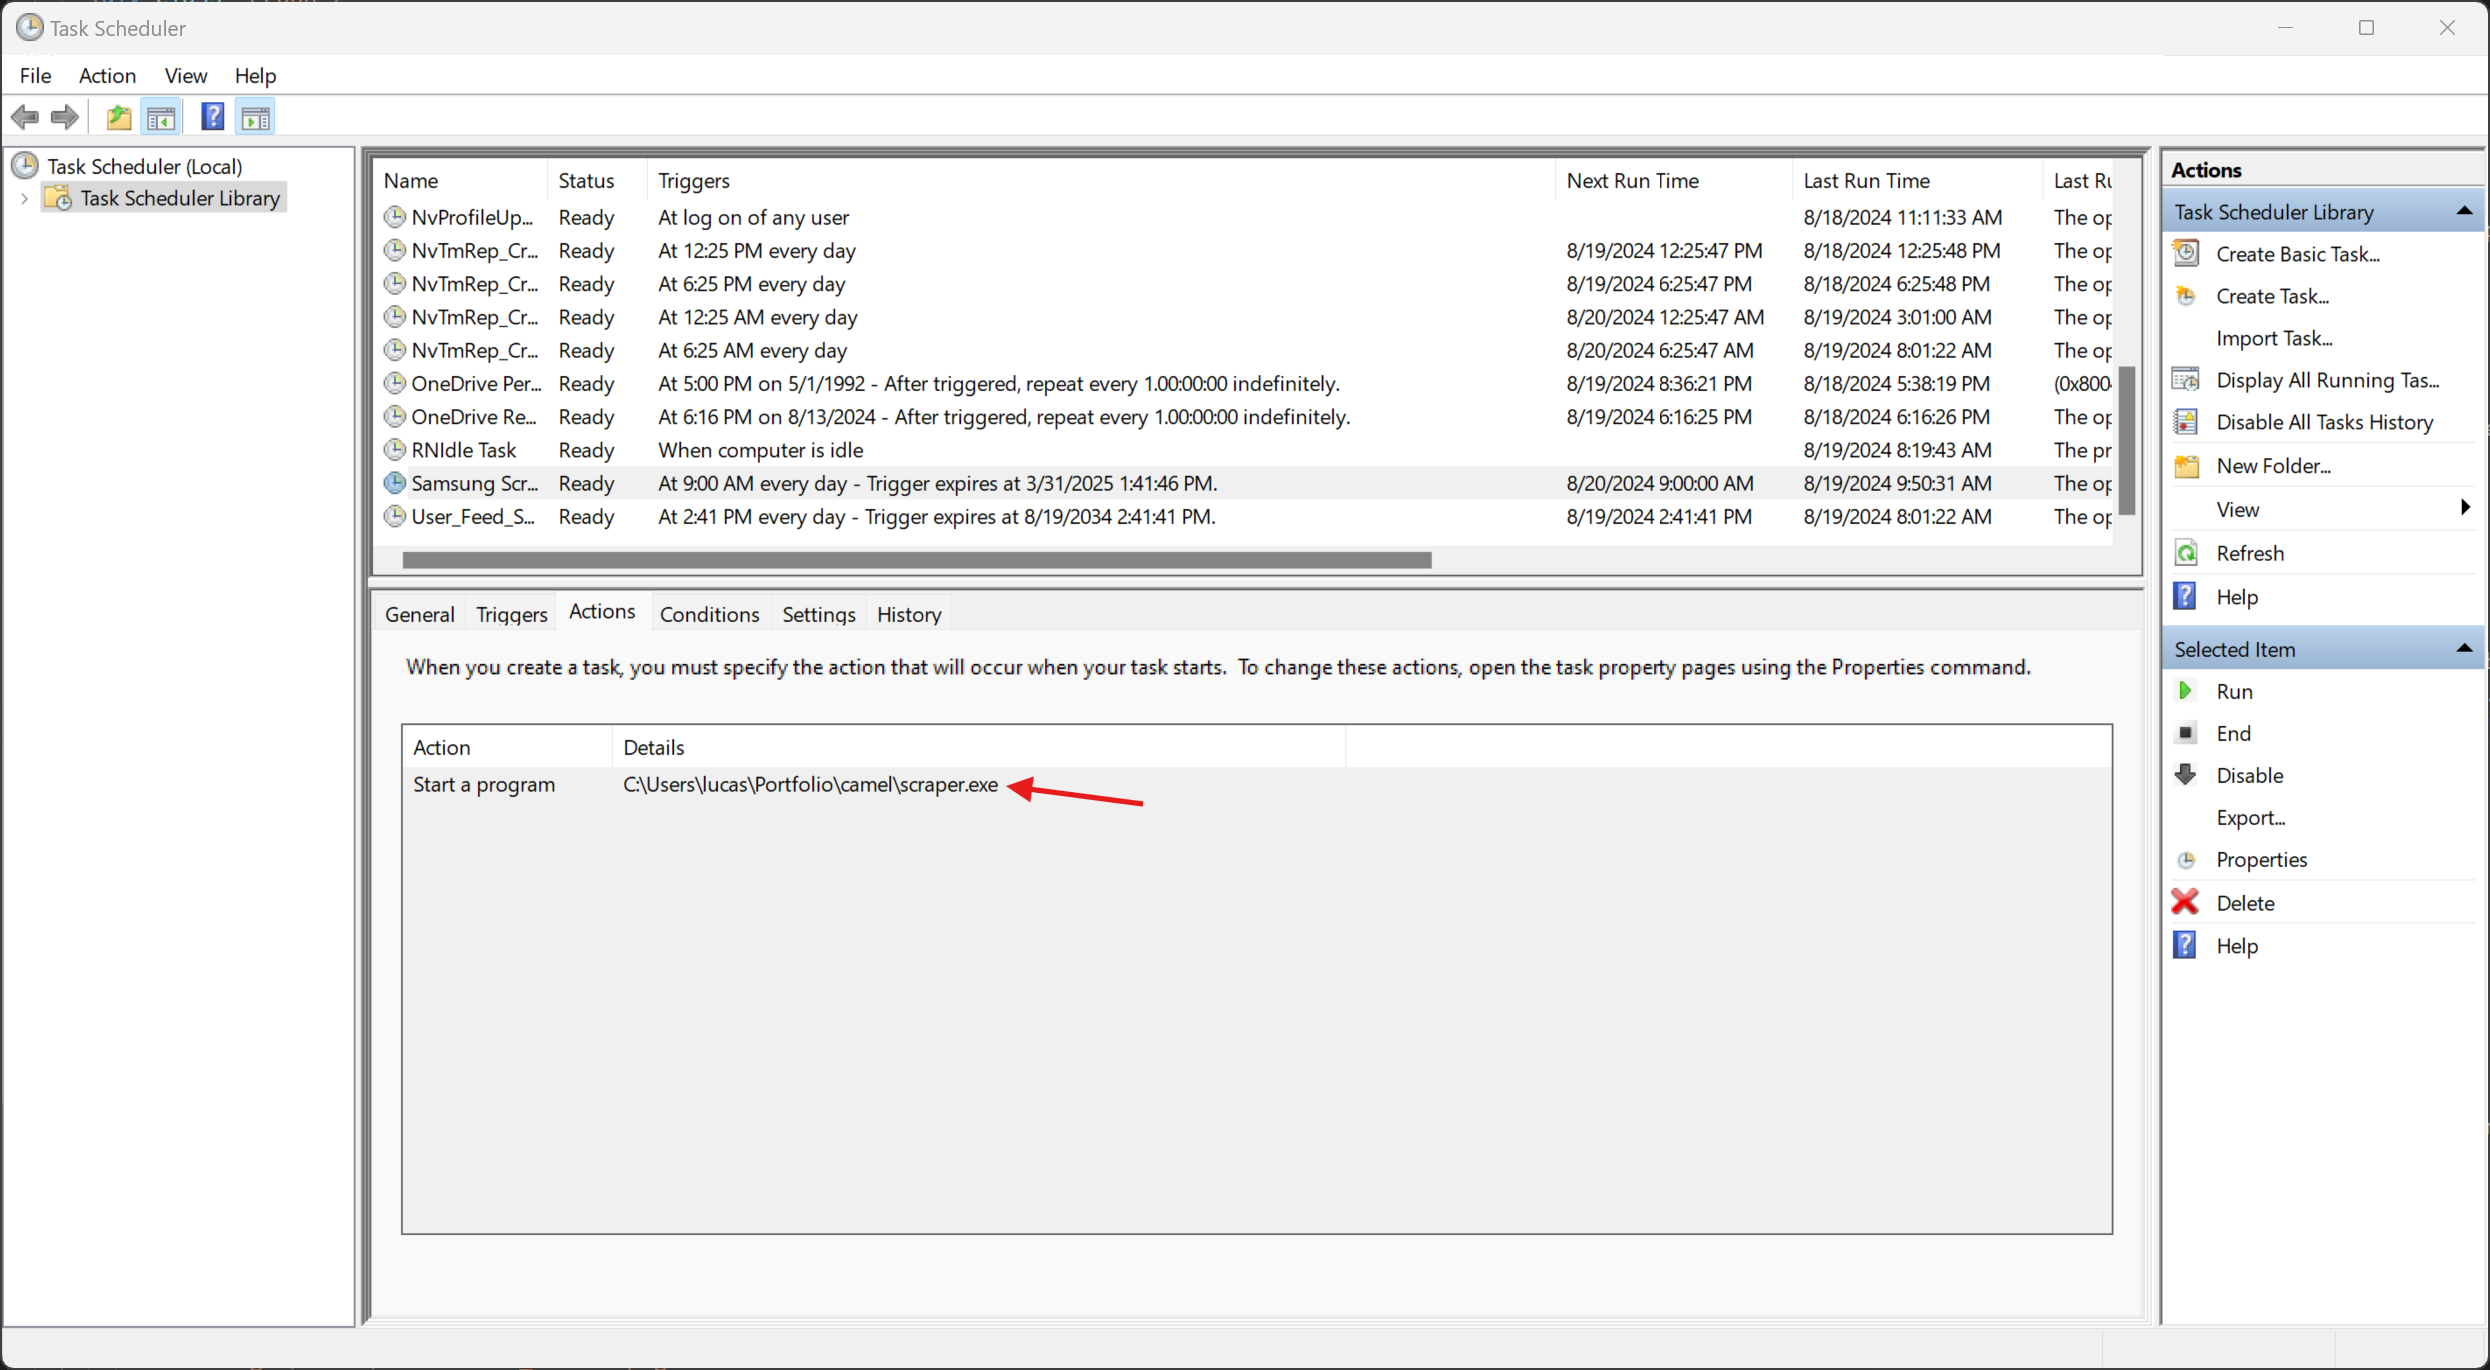 Task Scheduler
File Action View Help
Task Scheduler (Local)
Task Scheduler Library
Name Status Triggers Next Run Time Last Run Time Last Ru
NvProfileUp... Ready At log on of any user 8/18/2024 11:11:33 AM The op
NvTmRep_Cr... Ready At 12:25 PM every day 8/19/2024 12:25:47 PM 8/18/2024 12:25:48 PM The op
NvTmRep_Cr... Ready At 6:25 PM every day 8/19/2024 6:25:47 PM 8/18/2024 6:25:48 PM The op
NvTmRep_Cr... Ready At 12:25 AM every day 8/20/2024 12:25:47 AM 8/19/2024 3:01:00 AM The op
NvTmRep_Cr... Ready At 6:25 AM every day 8/20/2024 6:25:47 AM 8/19/2024 8:01:22 AM The op
OneDrive Per... Ready At 5:00 PM on 5/1/1992 - After triggered, repeat every 1.00:00:00 indefinitely. 8/19/2024 8:36:21 PM 8/18/2024 5:38:19 PM (0x800
OneDrive Re... Ready At 6:16 PM on 8/13/2024 - After triggered, repeat every 1.00:00:00 indefinitely. 8/19/2024 6:16:25 PM 8/18/2024 6:16:26 PM The op
RNIdle Task Ready When computer is idle 8/19/2024 8:19:43 AM The pr
Samsung Scr... Ready At 9:00 AM every day - Trigger expires at 3/31/2025 1:41:46 PM. 8/20/2024 9:00:00 AM 8/19/2024 9:50:31 AM The op
User_Feed_S... Ready At 2:41 PM every day - Trigger expires at 8/19/2034 2:41:41 PM. 8/19/2024 2:41:41 PM 8/19/2024 8:01:22 AM The op
General Triggers Actions Conditions Settings History
When you create a task, you must specify the action that will occur when your task starts. To change these actions, open the task property pages using the Properties command.
Action Details
Start a program C:\Users\lucas\Portfolio\camel\scraper.exe
Actions
Task Scheduler Library
Create Basic Task...
Create Task...
Import Task...
Display All Running Tas...
Disable All Tasks History
New Folder...
View
Refresh
Help
Selected Item
Run
End
Disable
Export...
Properties
Delete
Help